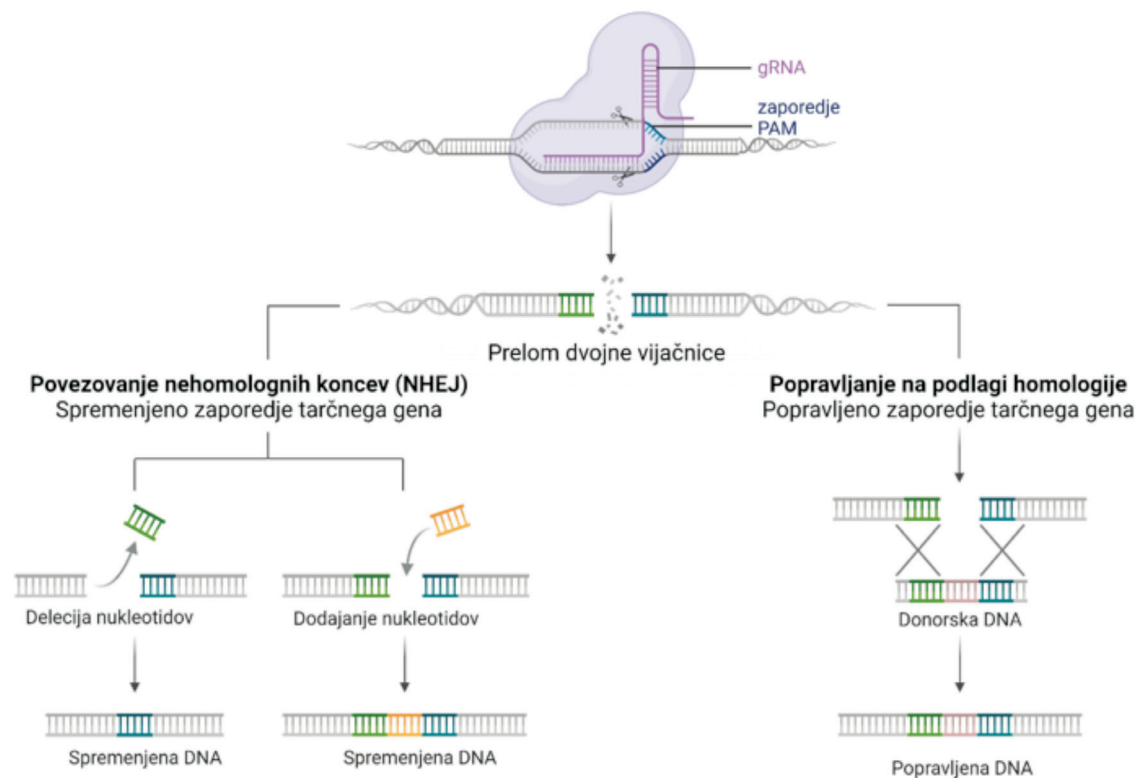 gRNA
zaporedje
PAM
Prelom dvojne vijačnice
Povezovanje nehomolognih koncev (NHEJ)
Spremenjeno zaporedje tarčnega gena
Popravljanje na podlagi homologije
Popravljeno zaporedje tarčnega gena
Delecija nukleotidov
Dodajanje nukleotidov
Donorska DNA
Spremenjena DNA
Spremenjena DNA
Popravljena DNA